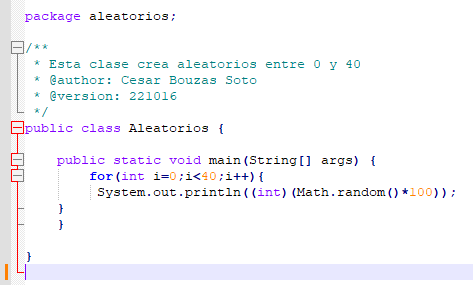 package aleatorios;
/**
 * Esta clase crea aleatorios entre 0 y 40
 * @author: Cesar Bouzas Soto
 * @version: 221016
 */
public class Aleatorios {
    public static void main(String[] args) {
        for(int i=0;i<40;i++){
         System.out.println((int)(Math.random()*100));
    }
    }
}